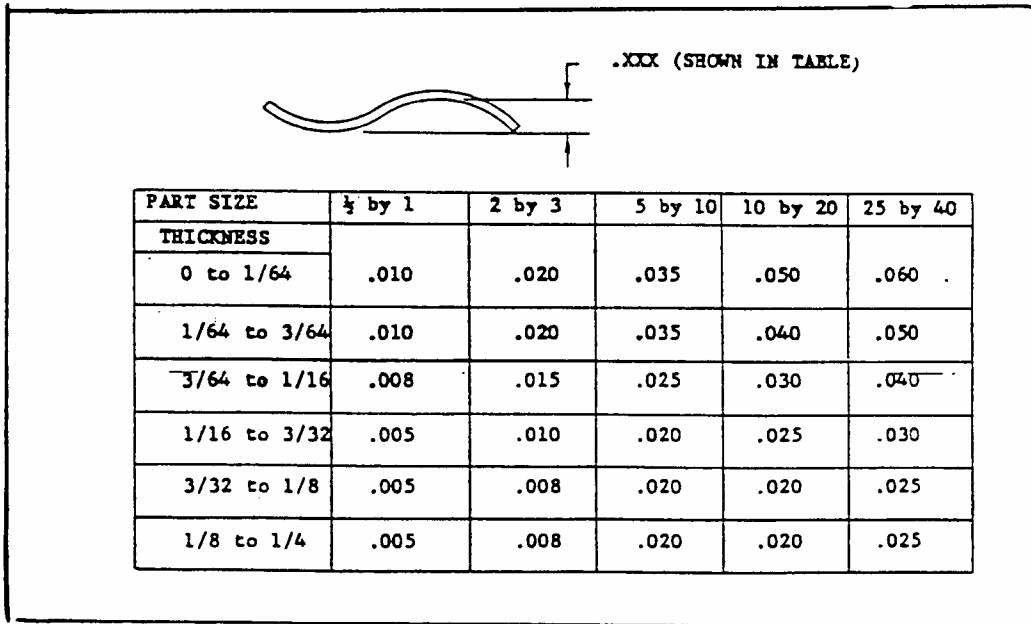 .XXX (SHOWN IN TABLE)
PART SIZE ½ by 1 2 by 3 5 by 10 10 by 20 25 by 40
THICKNESS
0 to 1/64 .010 .020 .035 .050 .060
1/64 to 3/64 .010 .020 .035 .040 .050
3/64 to 1/16 .008 .015 .025 .030 .040
1/16 to 3/32 .005 .010 .020 .025 .030
3/32 to 1/8 .005 .008 .020 .020 .025
1/8 to 1/4 .005 .008 .020 .020 .025